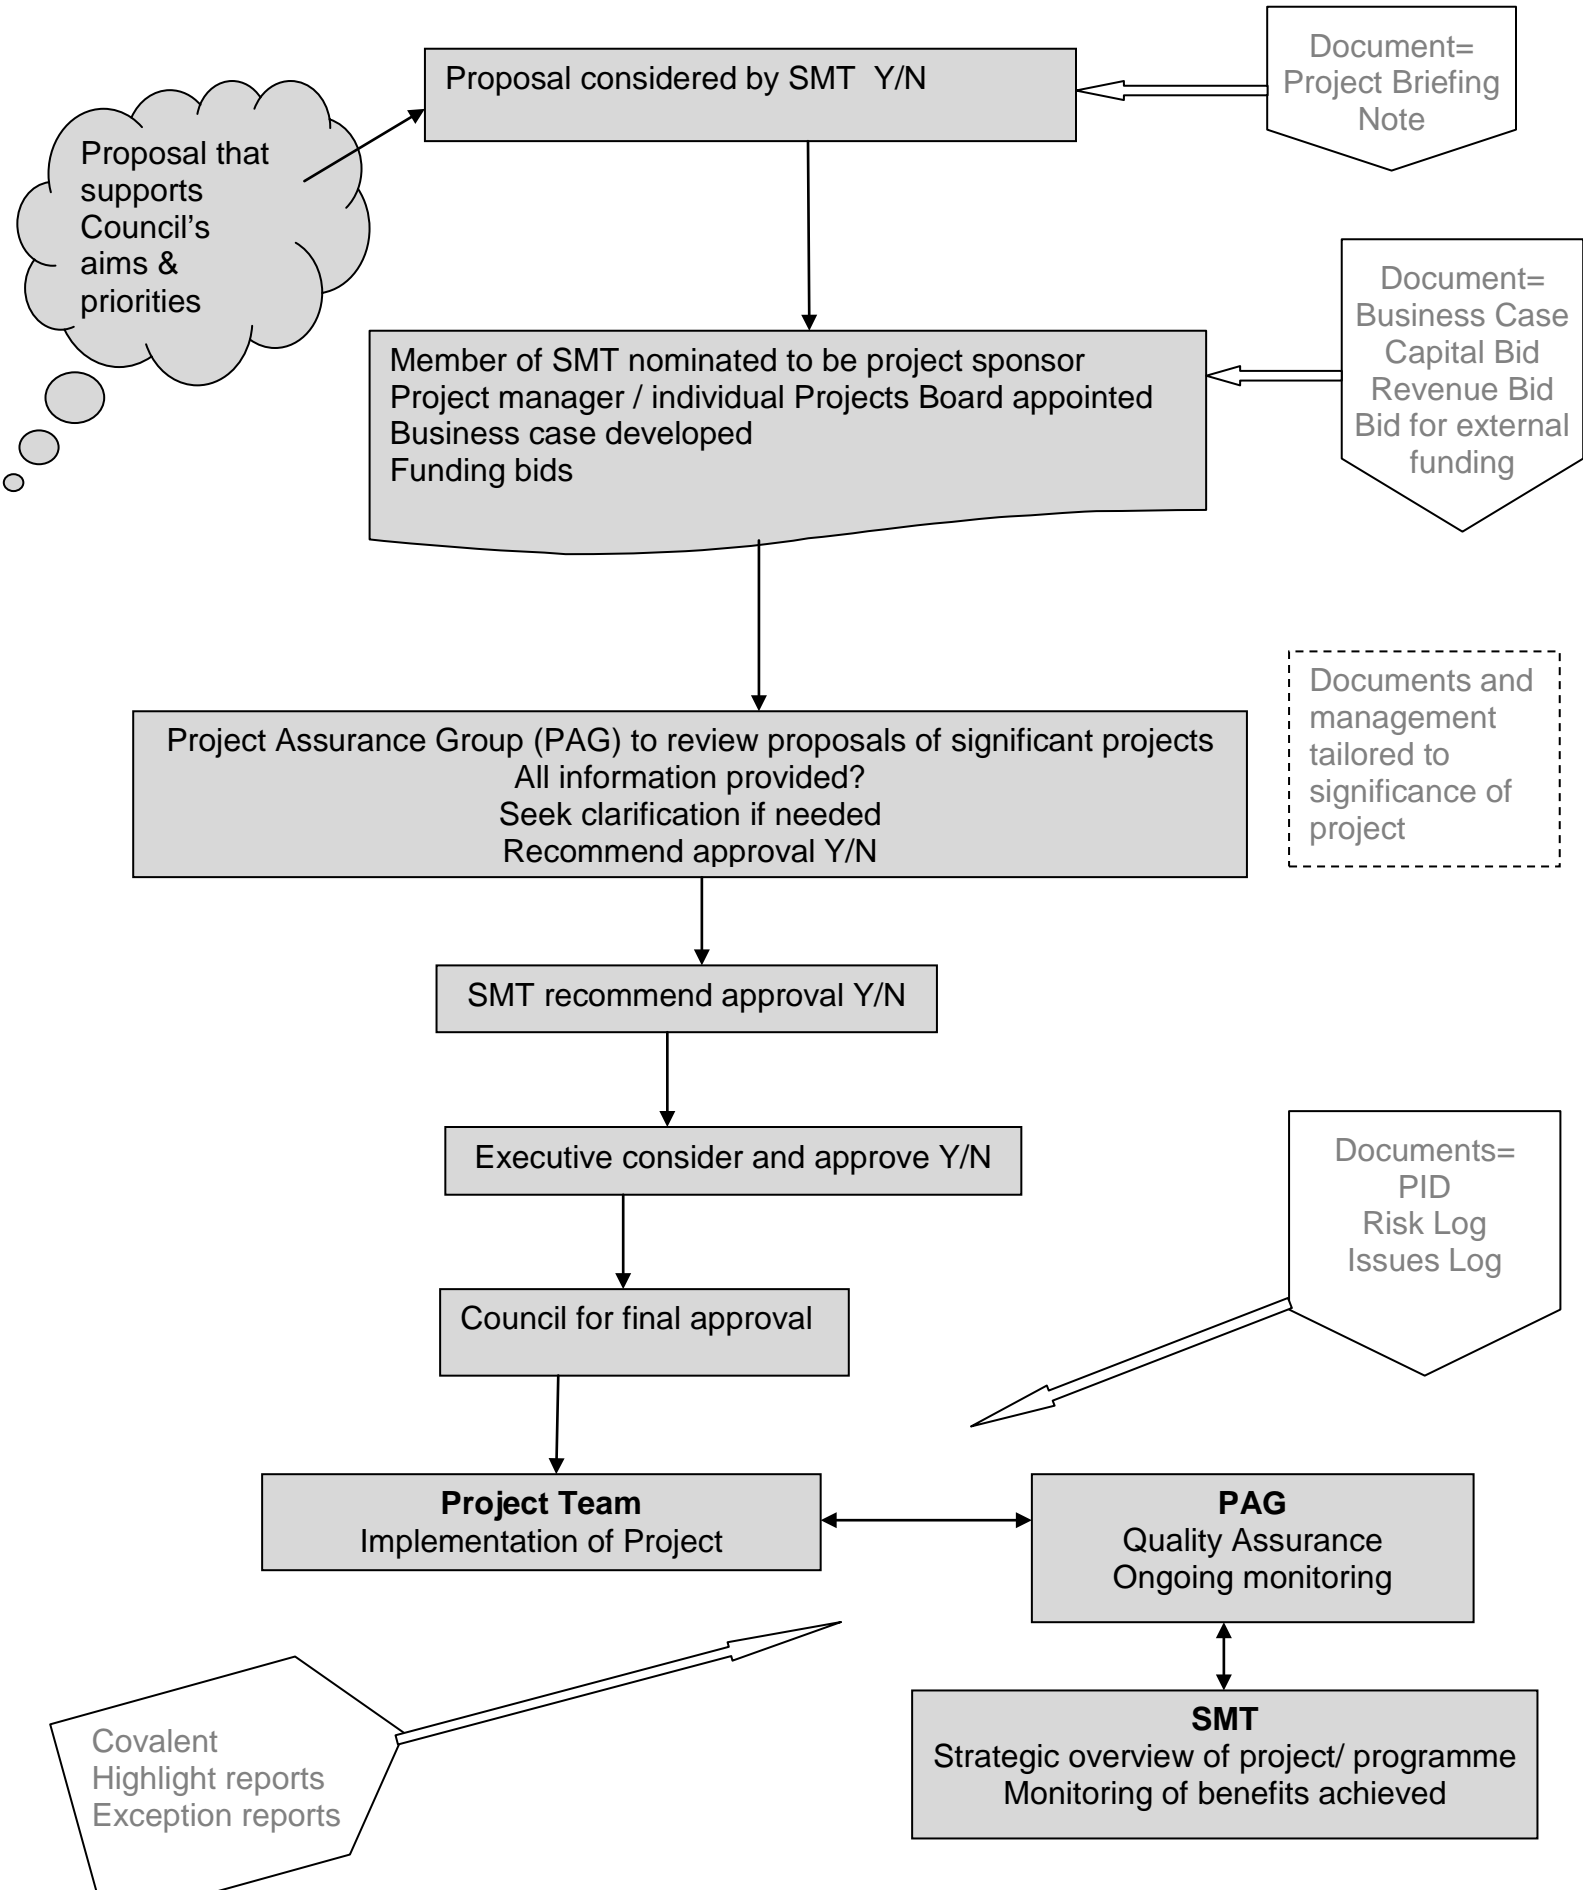 Document=
Project Briefing
Note
Proposal considered by SMT  Y/N
Proposal that
supports
Council’s
aims &
priorities
Document=
Business Case
Capital Bid
Revenue Bid
Bid for external
funding
Member of SMT nominated to be project sponsor
Project manager / individual Projects Board appointed
Business case developed
Funding bids
Documents and
management
tailored to
significance of
project
Project Assurance Group (PAG) to review proposals of significant projects
All information provided?
Seek clarification if needed
Recommend approval Y/N
SMT recommend approval Y/N
Executive consider and approve Y/N
Documents=
PID
Risk Log
Issues Log
Council for final approval
Project Team
Implementation of Project
PAG
Quality Assurance
Ongoing monitoring
SMT
Strategic overview of project/ programme
Monitoring of benefits achieved
Covalent
Highlight reports
Exception reports